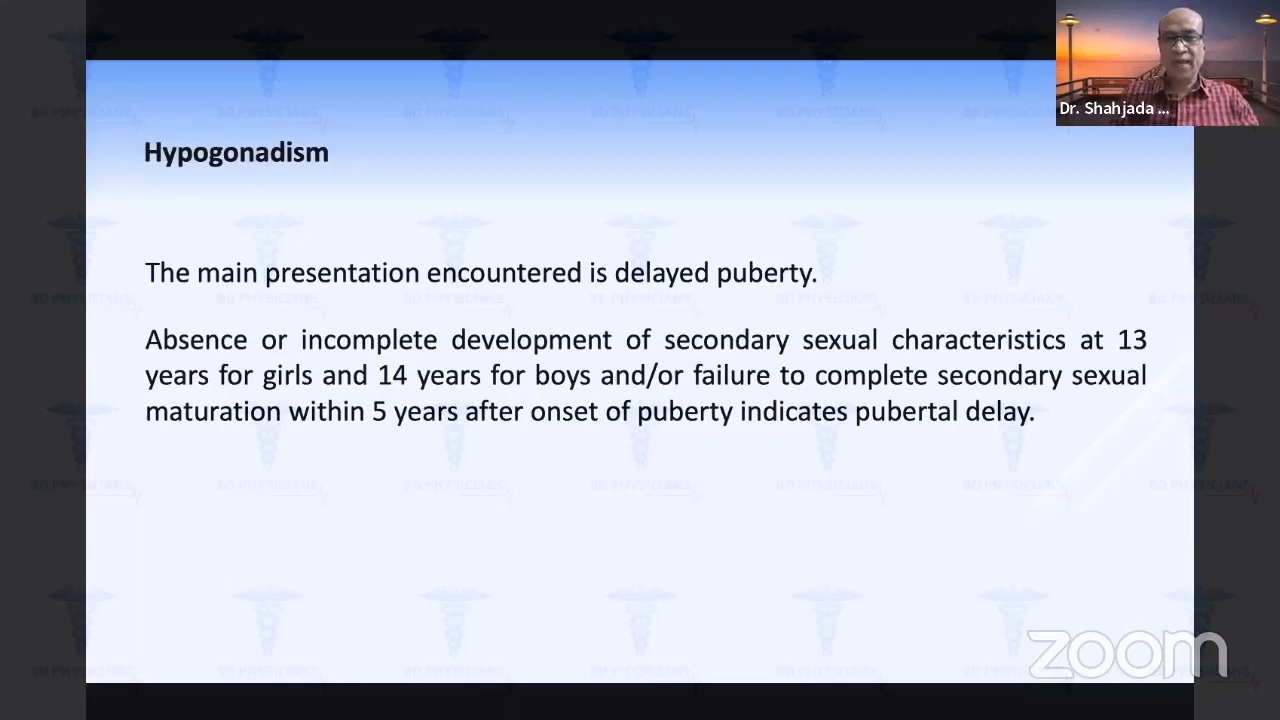 Dr. Shahjada ...
Hypogonadism
The main presentation encountered is delayed puberty.
Absence or incomplete development of secondary sexual characteristics at 13
years for girls and 14 years for boys and/or failure to complete secondary sexual
maturation within 5 years after onset of puberty indicates pubertal delay.
BD PHYSICIANS
zoom